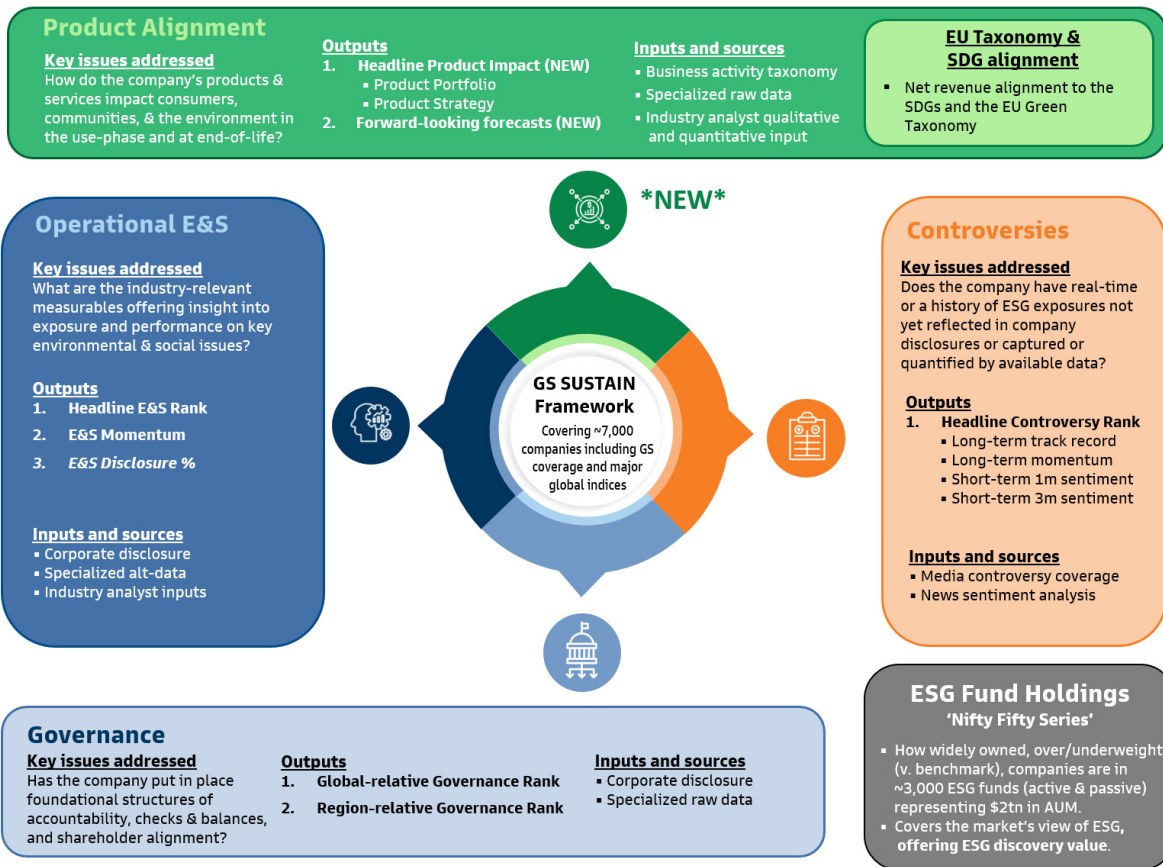 Product Alignment
Key issues addressed
How do the company's products &
services impact consumers,
communities, & the environment in
the use-phase and at end-of-life?
Outputs
1. Headline Product Impact (NEW)
▪ Product Portfolio
▪ Product Strategy
2. Forward-looking forecasts (NEW)
Inputs and sources
▪ Business activity taxonomy
▪ Specialized raw data
▪ Industry analyst qualitative
and quantitative input
EU Taxonomy &
SDG alignment
▪ Net revenue alignment to the
SDGs and the EU Green
Taxonomy
*NEW*
Operational E&S
Key issues addressed
What are the industry-relevant
measurables offering insight into
exposure and performance on key
environmental & social issues?
Outputs
1. Headline E&S Rank
2. E&S Momentum
3. E&S Disclosure %
Inputs and sources
▪ Corporate disclosure
▪ Specialized alt-data
▪ Industry analyst inputs
GS SUSTAIN
Framework
Covering ~7,000
companies including GS
coverage and major
global indices
Controversies
Key issues addressed
Does the company have real-time
or a history of ESG exposures not
yet reflected in company
disclosures or captured or
quantified by available data?
Outputs
1. Headline Controversy Rank
▪ Long-term track record
▪ Long-term momentum
▪ Short-term 1m sentiment
▪ Short-term 3m sentiment
Inputs and sources
▪ Media controversy coverage
▪ News sentiment analysis
Governance
Key issues addressed
Has the company put in place
foundational structures of
accountability, checks & balances,
and shareholder alignment?
Outputs
1. Global-relative Governance Rank
2. Region-relative Governance Rank
Inputs and sources
▪ Corporate disclosure
▪ Specialized raw data
ESG Fund Holdings
'Nifty Fifty Series'
▪ How widely owned, over/underweight
(v. benchmark), companies are in
~3,000 ESG funds (active & passive)
representing $2tn in AUM.
▪ Covers the market's view of ESG,
offering ESG discovery value.